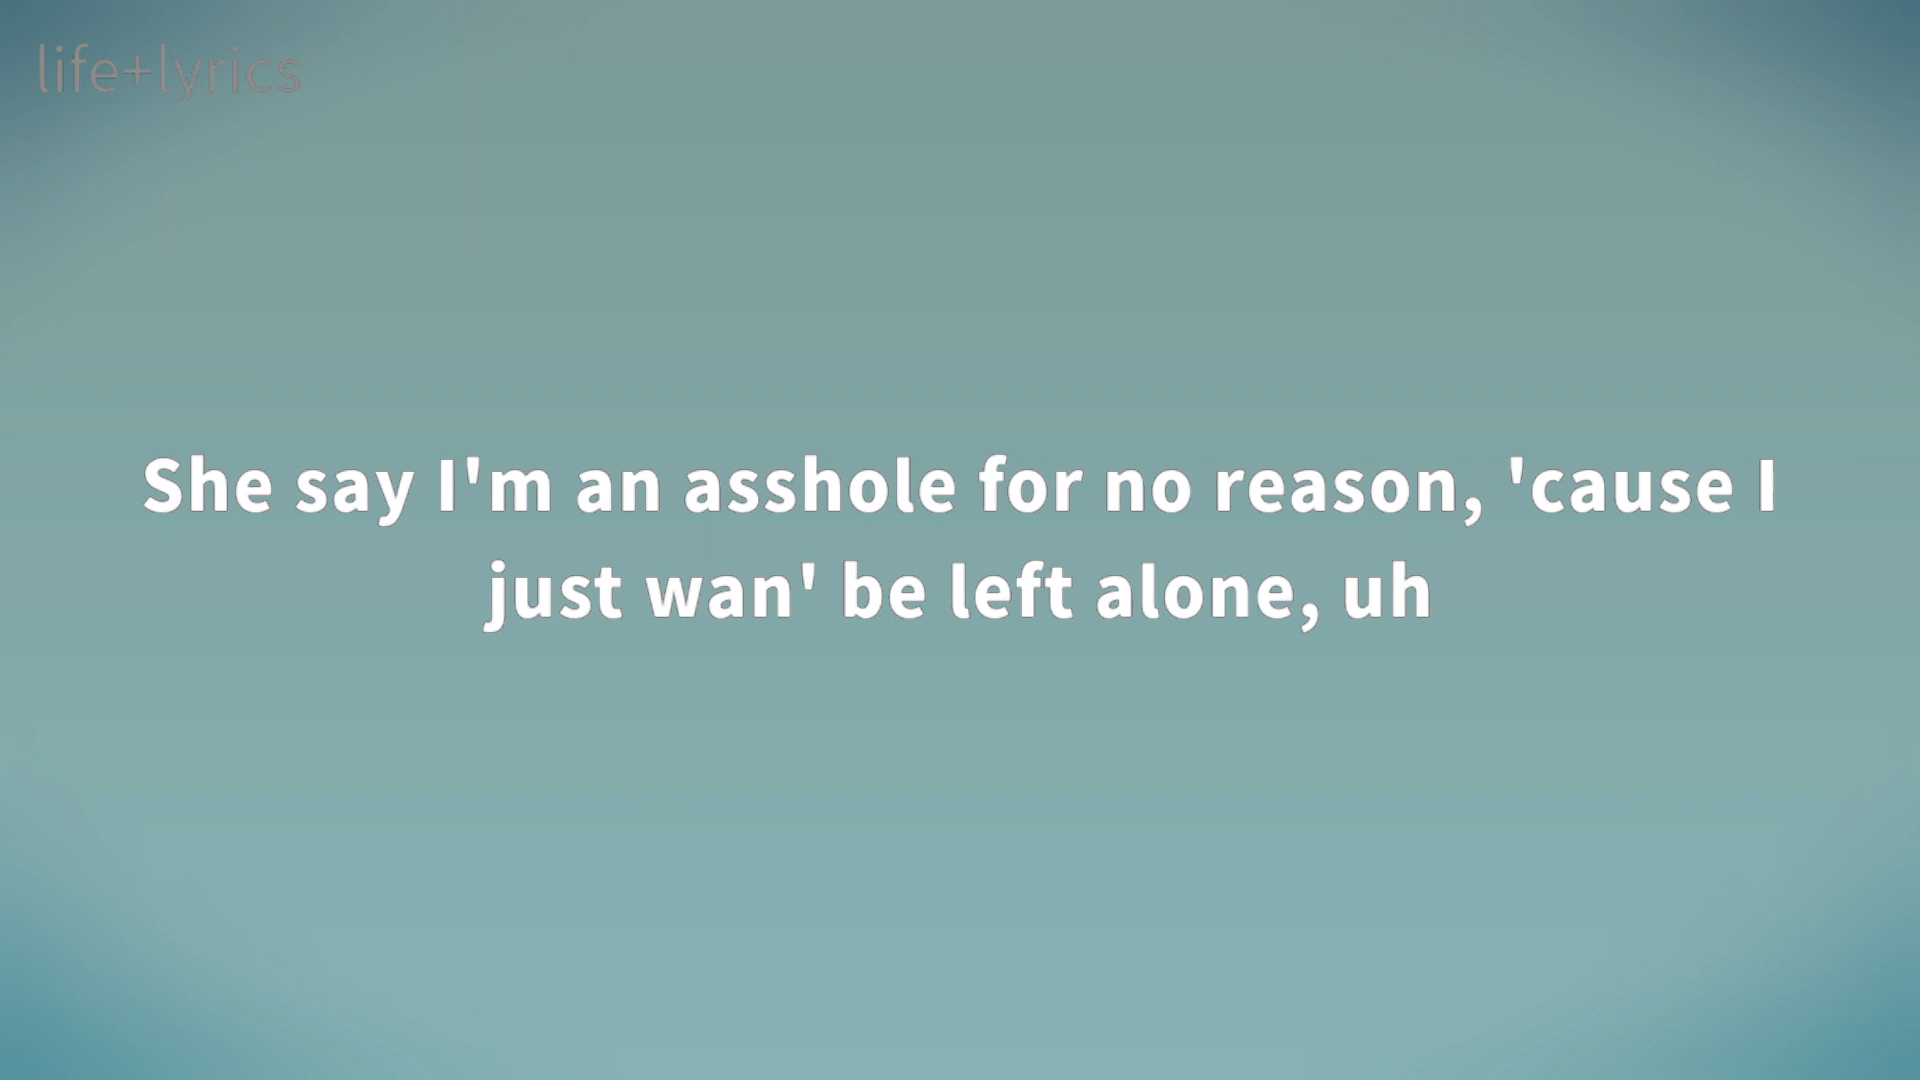 life+lyrics
She say I'm an asshole for no reason, 'cause I
just wan' be left alone, uh